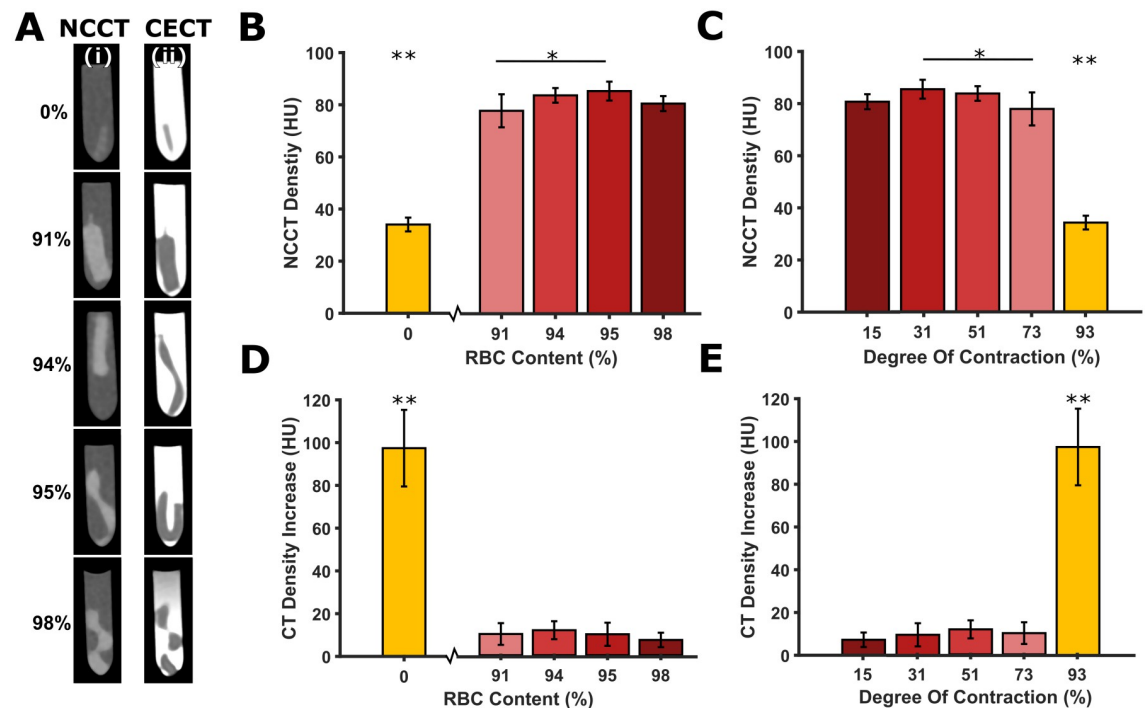 A
NCCT CECT
(i) (ii)
0%
91%
94%
95%
98%
B
NCCT Density (HU)
100
80
60
40
20
0
**
*
0 91 94 95 98
RBC Content (%)
C
NCCT Denstiy (HU)
100
80
60
40
20
0
*
**
15 31 51 73 93
Degree Of Contraction (%)
D
CT Density Increase (HU)
120
100
80
60
40
20
0
**
0 91 94 95 98
RBC Content (%)
E
CT Density Increase (HU)
120
100
80
60
40
20
0
**
15 31 51 73 93
Degree Of Contraction (%)